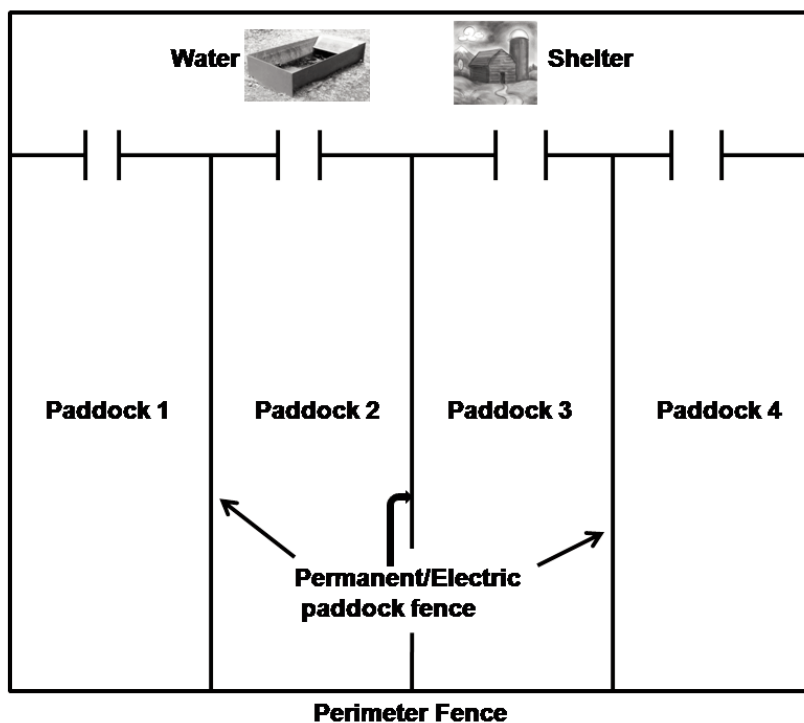 Water
Shelter
Paddock 1
Paddock 2
Paddock 3
Paddock 4
Permanent/Electric
paddock fence
Perimeter Fence